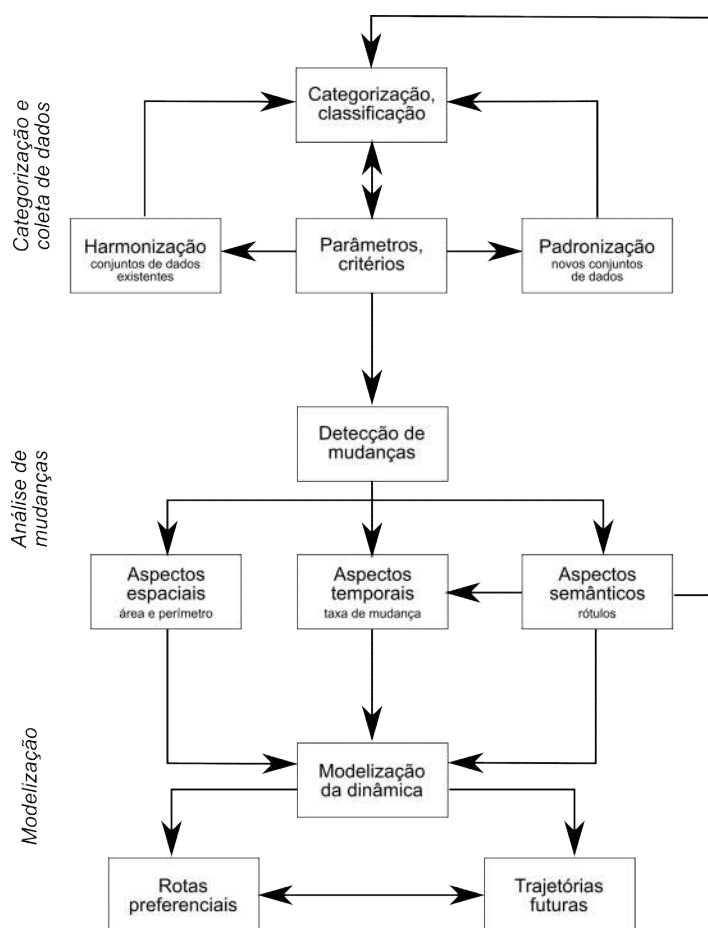 Categorização e
coleta de dados
Categorização,
classificação
Harmonização
conjuntos de dados
existentes
Parâmetros,
critérios
Padronização
novos conjuntos
de dados
Análise de
mudanças
Detecção de
mudanças
Aspectos
espaciais
área e perímetro
Aspectos
temporais
taxa de mudança
Aspectos
semânticos
rótulos
Modelização
Modelização
da dinâmica
Rotas
preferenciais
Trajetórias
futuras